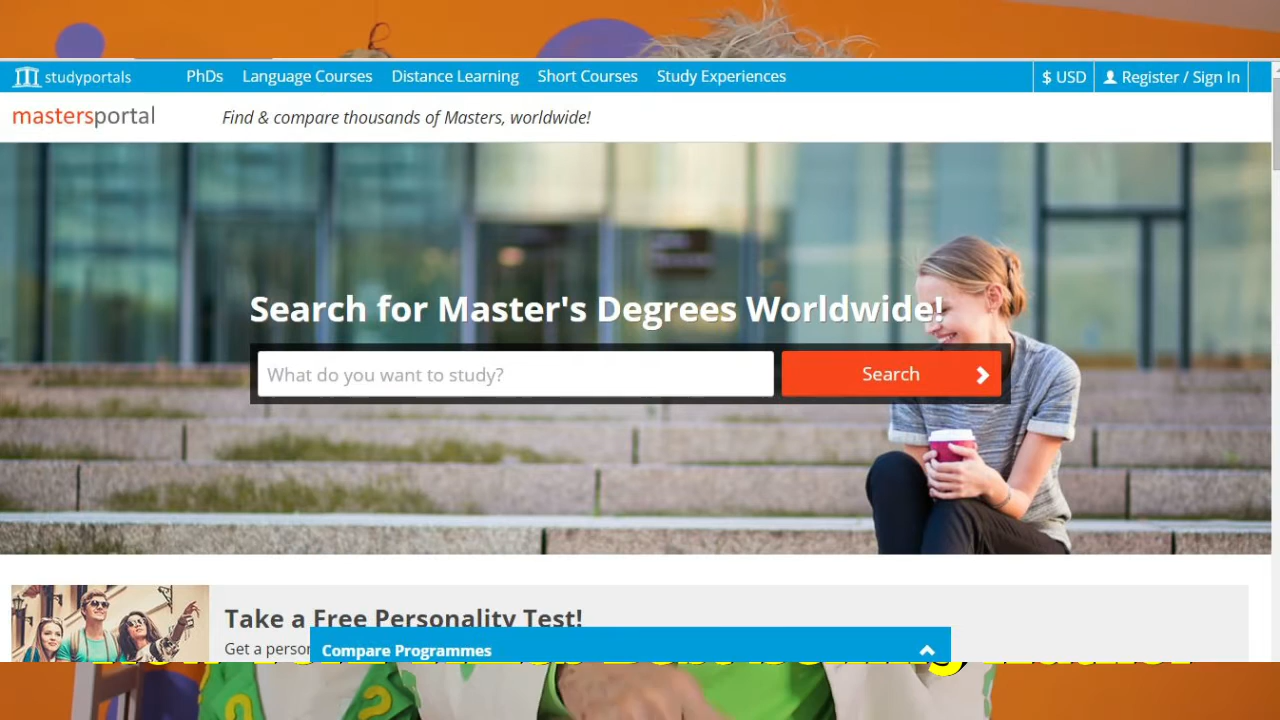 studyportals PhDs Language Courses Distance Learning Short Courses Study Experiences $ USD Register / Sign In
mastersportal Find & compare thousands of Masters, worldwide!
Search for Master's Degrees Worldwide!
What do you want to study? Search
Take a Free Personality Test!
Get a person
Compare Programmes